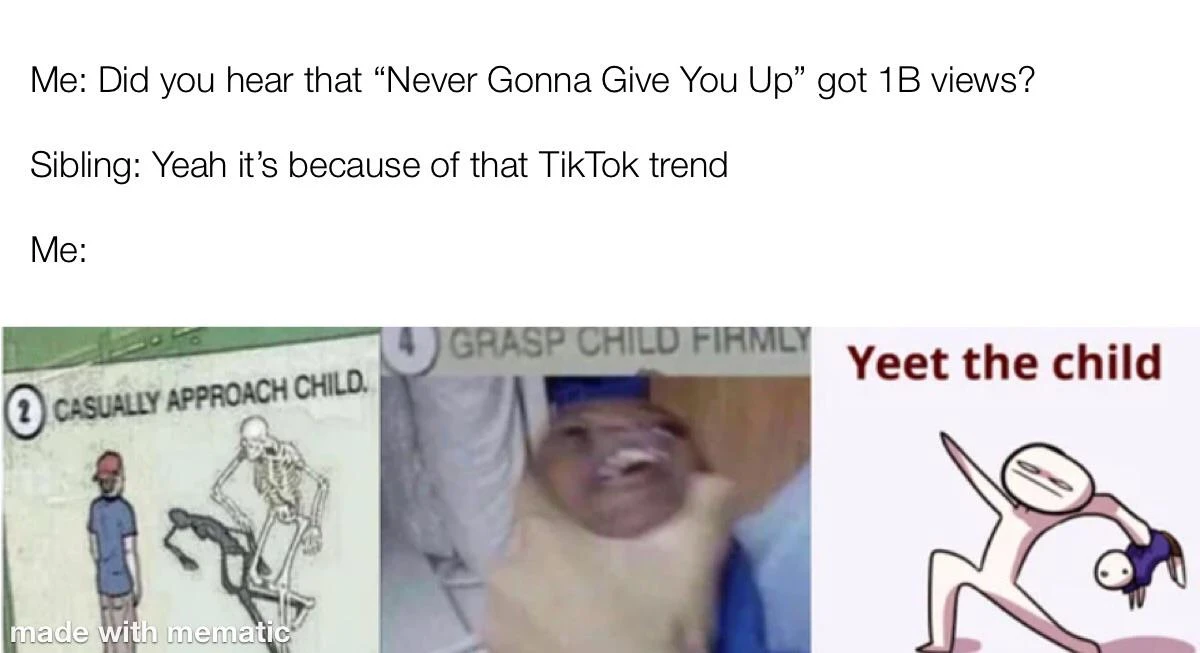 Me: Did you hear that “Never Gonna Give You Up” got 1B views?
Sibling: Yeah it’s because of that TikTok trend
Me:
2 CASUALLY APPROACH CHILD.
4 GRASP CHILD FIRMLY
Yeet the child
made with mematic